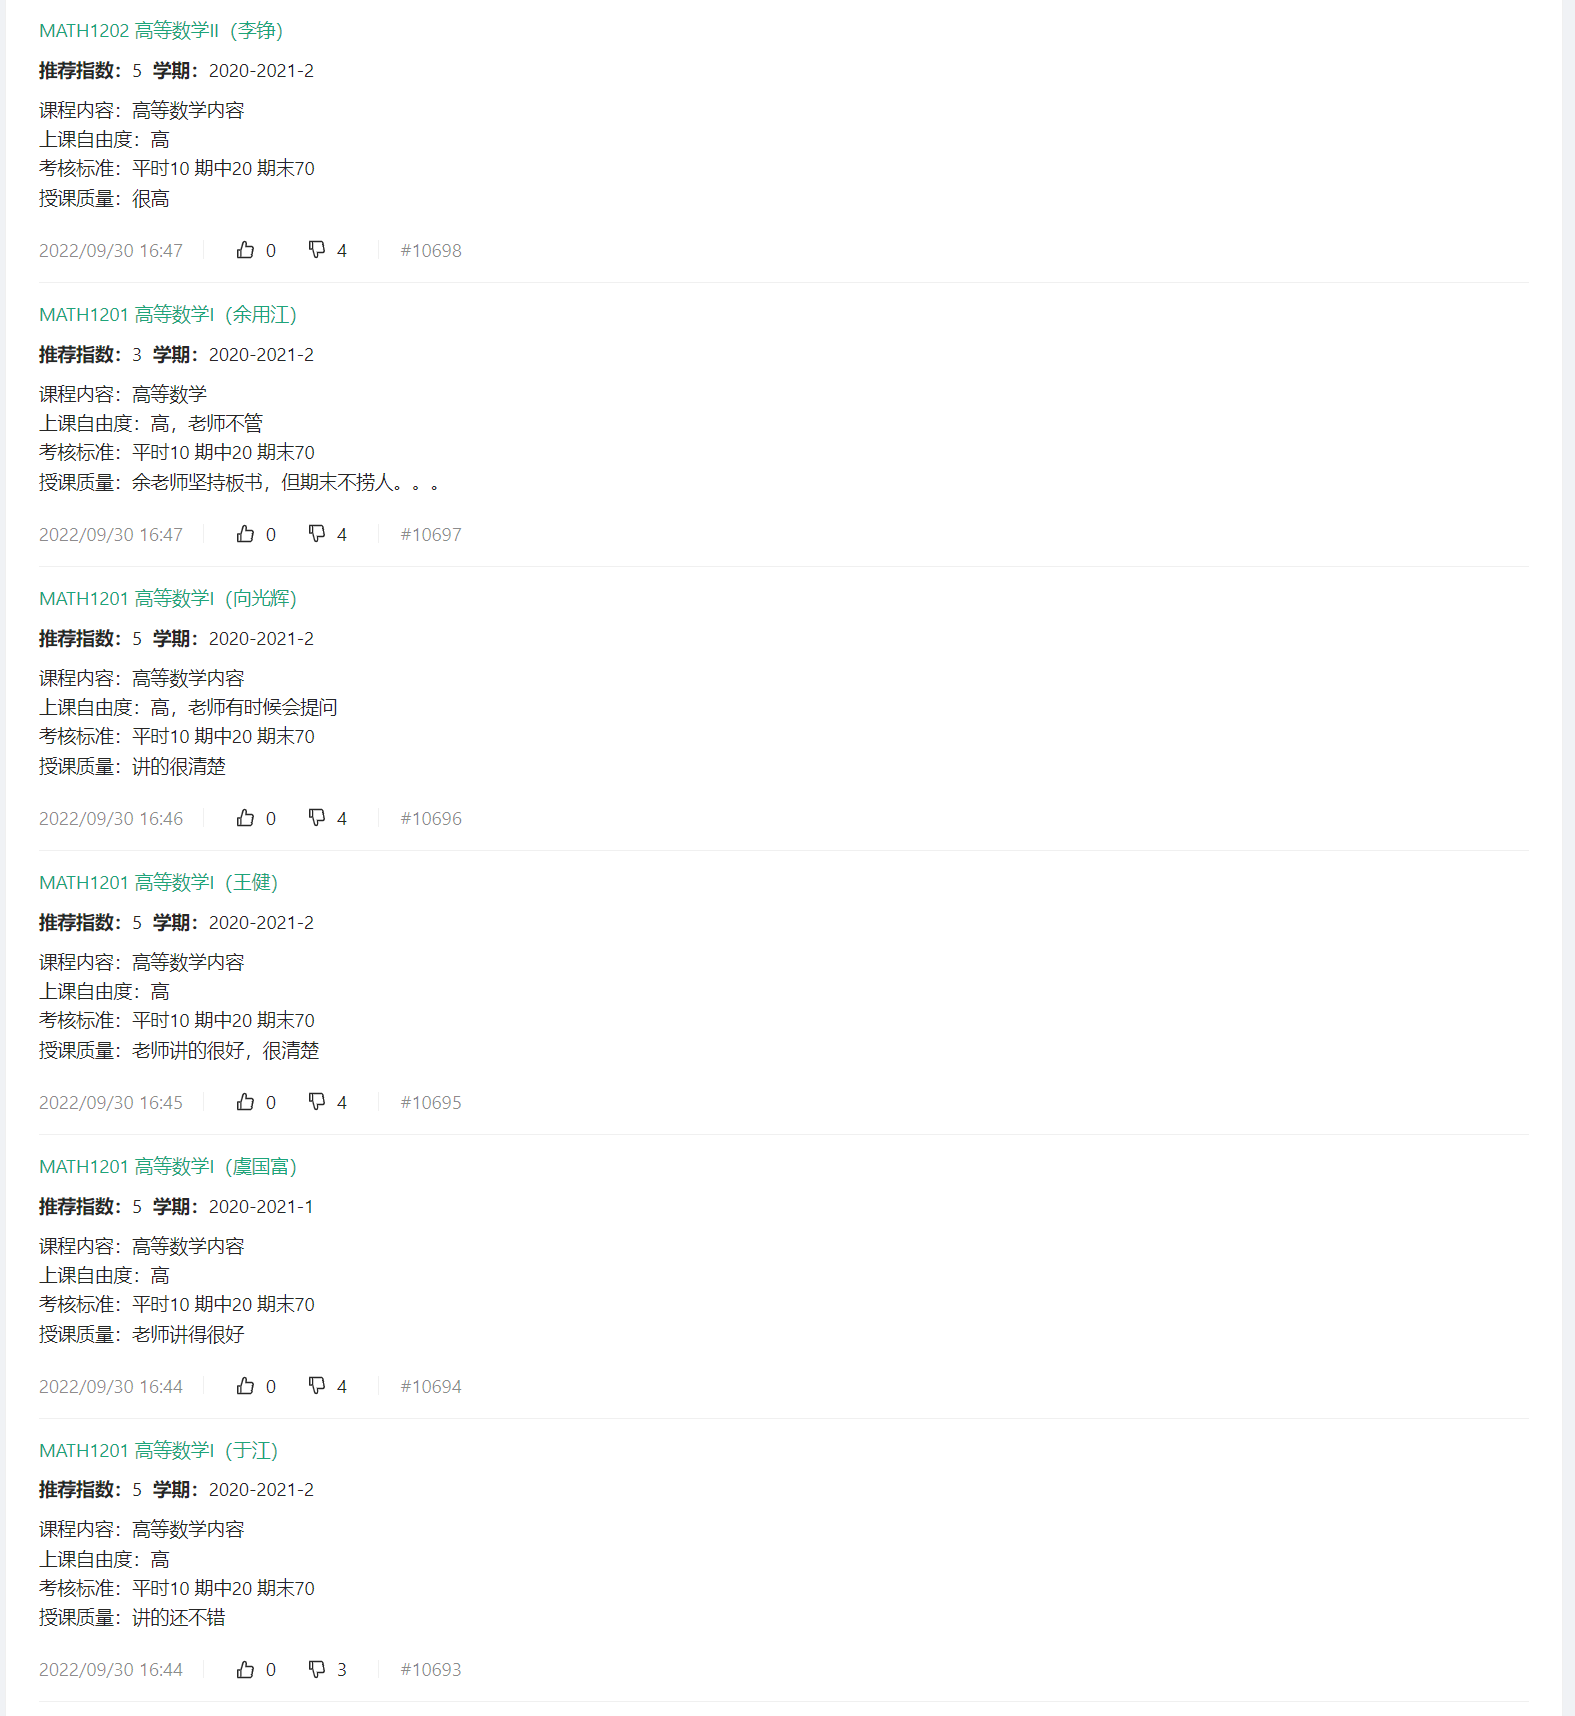 MATH1202 高等数学II（李铮）
推荐指数：5 学期：2020-2021-2
课程内容：高等数学内容
上课自由度：高
考核标准：平时10 期中20 期末70
授课质量：很高
2022/09/30 16:47 0 4 #10698
MATH1201 高等数学I（余用江）
推荐指数：3 学期：2020-2021-2
课程内容：高等数学
上课自由度：高，老师不管
考核标准：平时10 期中20 期末70
授课质量：余老师坚持板书，但期末不捞人。。。
2022/09/30 16:47 0 4 #10697
MATH1201 高等数学I（向光辉）
推荐指数：5 学期：2020-2021-2
课程内容：高等数学内容
上课自由度：高，老师有时候会提问
考核标准：平时10 期中20 期末70
授课质量：讲的很清楚
2022/09/30 16:46 0 4 #10696
MATH1201 高等数学I（王健）
推荐指数：5 学期：2020-2021-2
课程内容：高等数学内容
上课自由度：高
考核标准：平时10 期中20 期末70
授课质量：老师讲的很好，很清楚
2022/09/30 16:45 0 4 #10695
MATH1201 高等数学I（虞国富）
推荐指数：5 学期：2020-2021-1
课程内容：高等数学内容
上课自由度：高
考核标准：平时10 期中20 期末70
授课质量：老师讲得很好
2022/09/30 16:44 0 4 #10694
MATH1201 高等数学I（于江）
推荐指数：5 学期：2020-2021-2
课程内容：高等数学内容
上课自由度：高
考核标准：平时10 期中20 期末70
授课质量：讲的还不错
2022/09/30 16:44 0 3 #10693